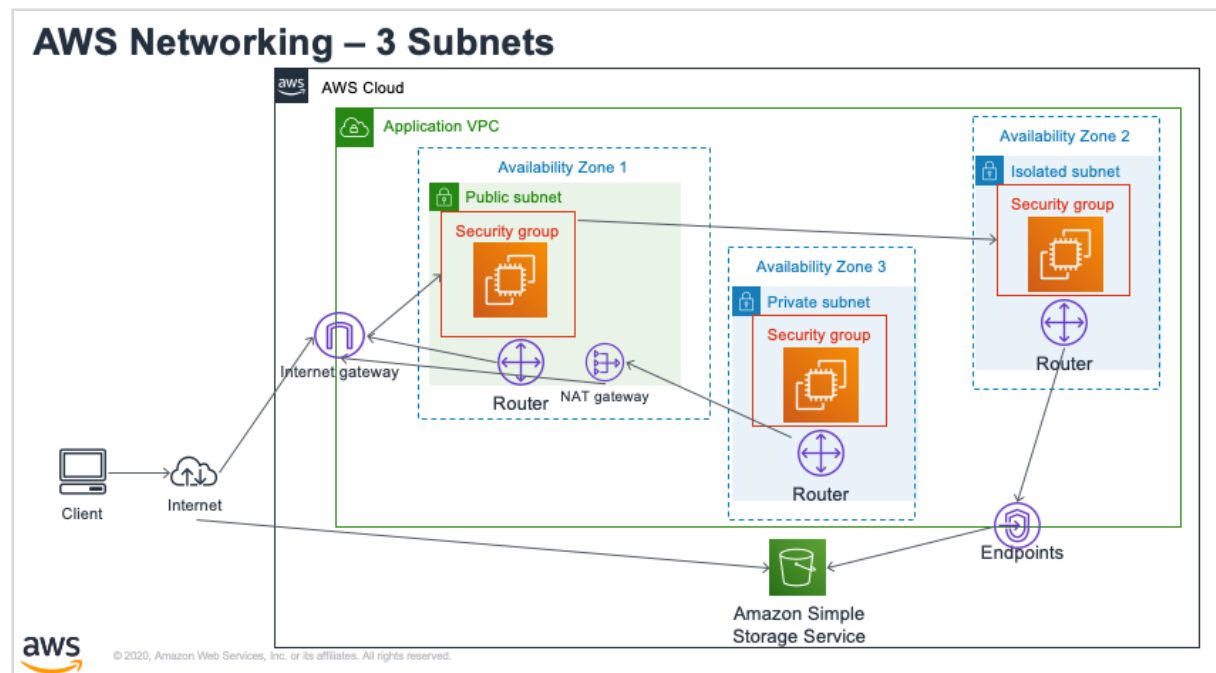 AWS Networking – 3 Subnets
aws
AWS Cloud
Application VPC
Availability Zone 1
Public subnet
Security group
Availability Zone 2
Isolated subnet
Security group
Availability Zone 3
Private subnet
Security group
Internet gateway
Router
NAT gateway
Router
Router
Client
Internet
Endpoints
Amazon Simple
Storage Service
aws
© 2020, Amazon Web Services, Inc. or its affiliates. All rights reserved.